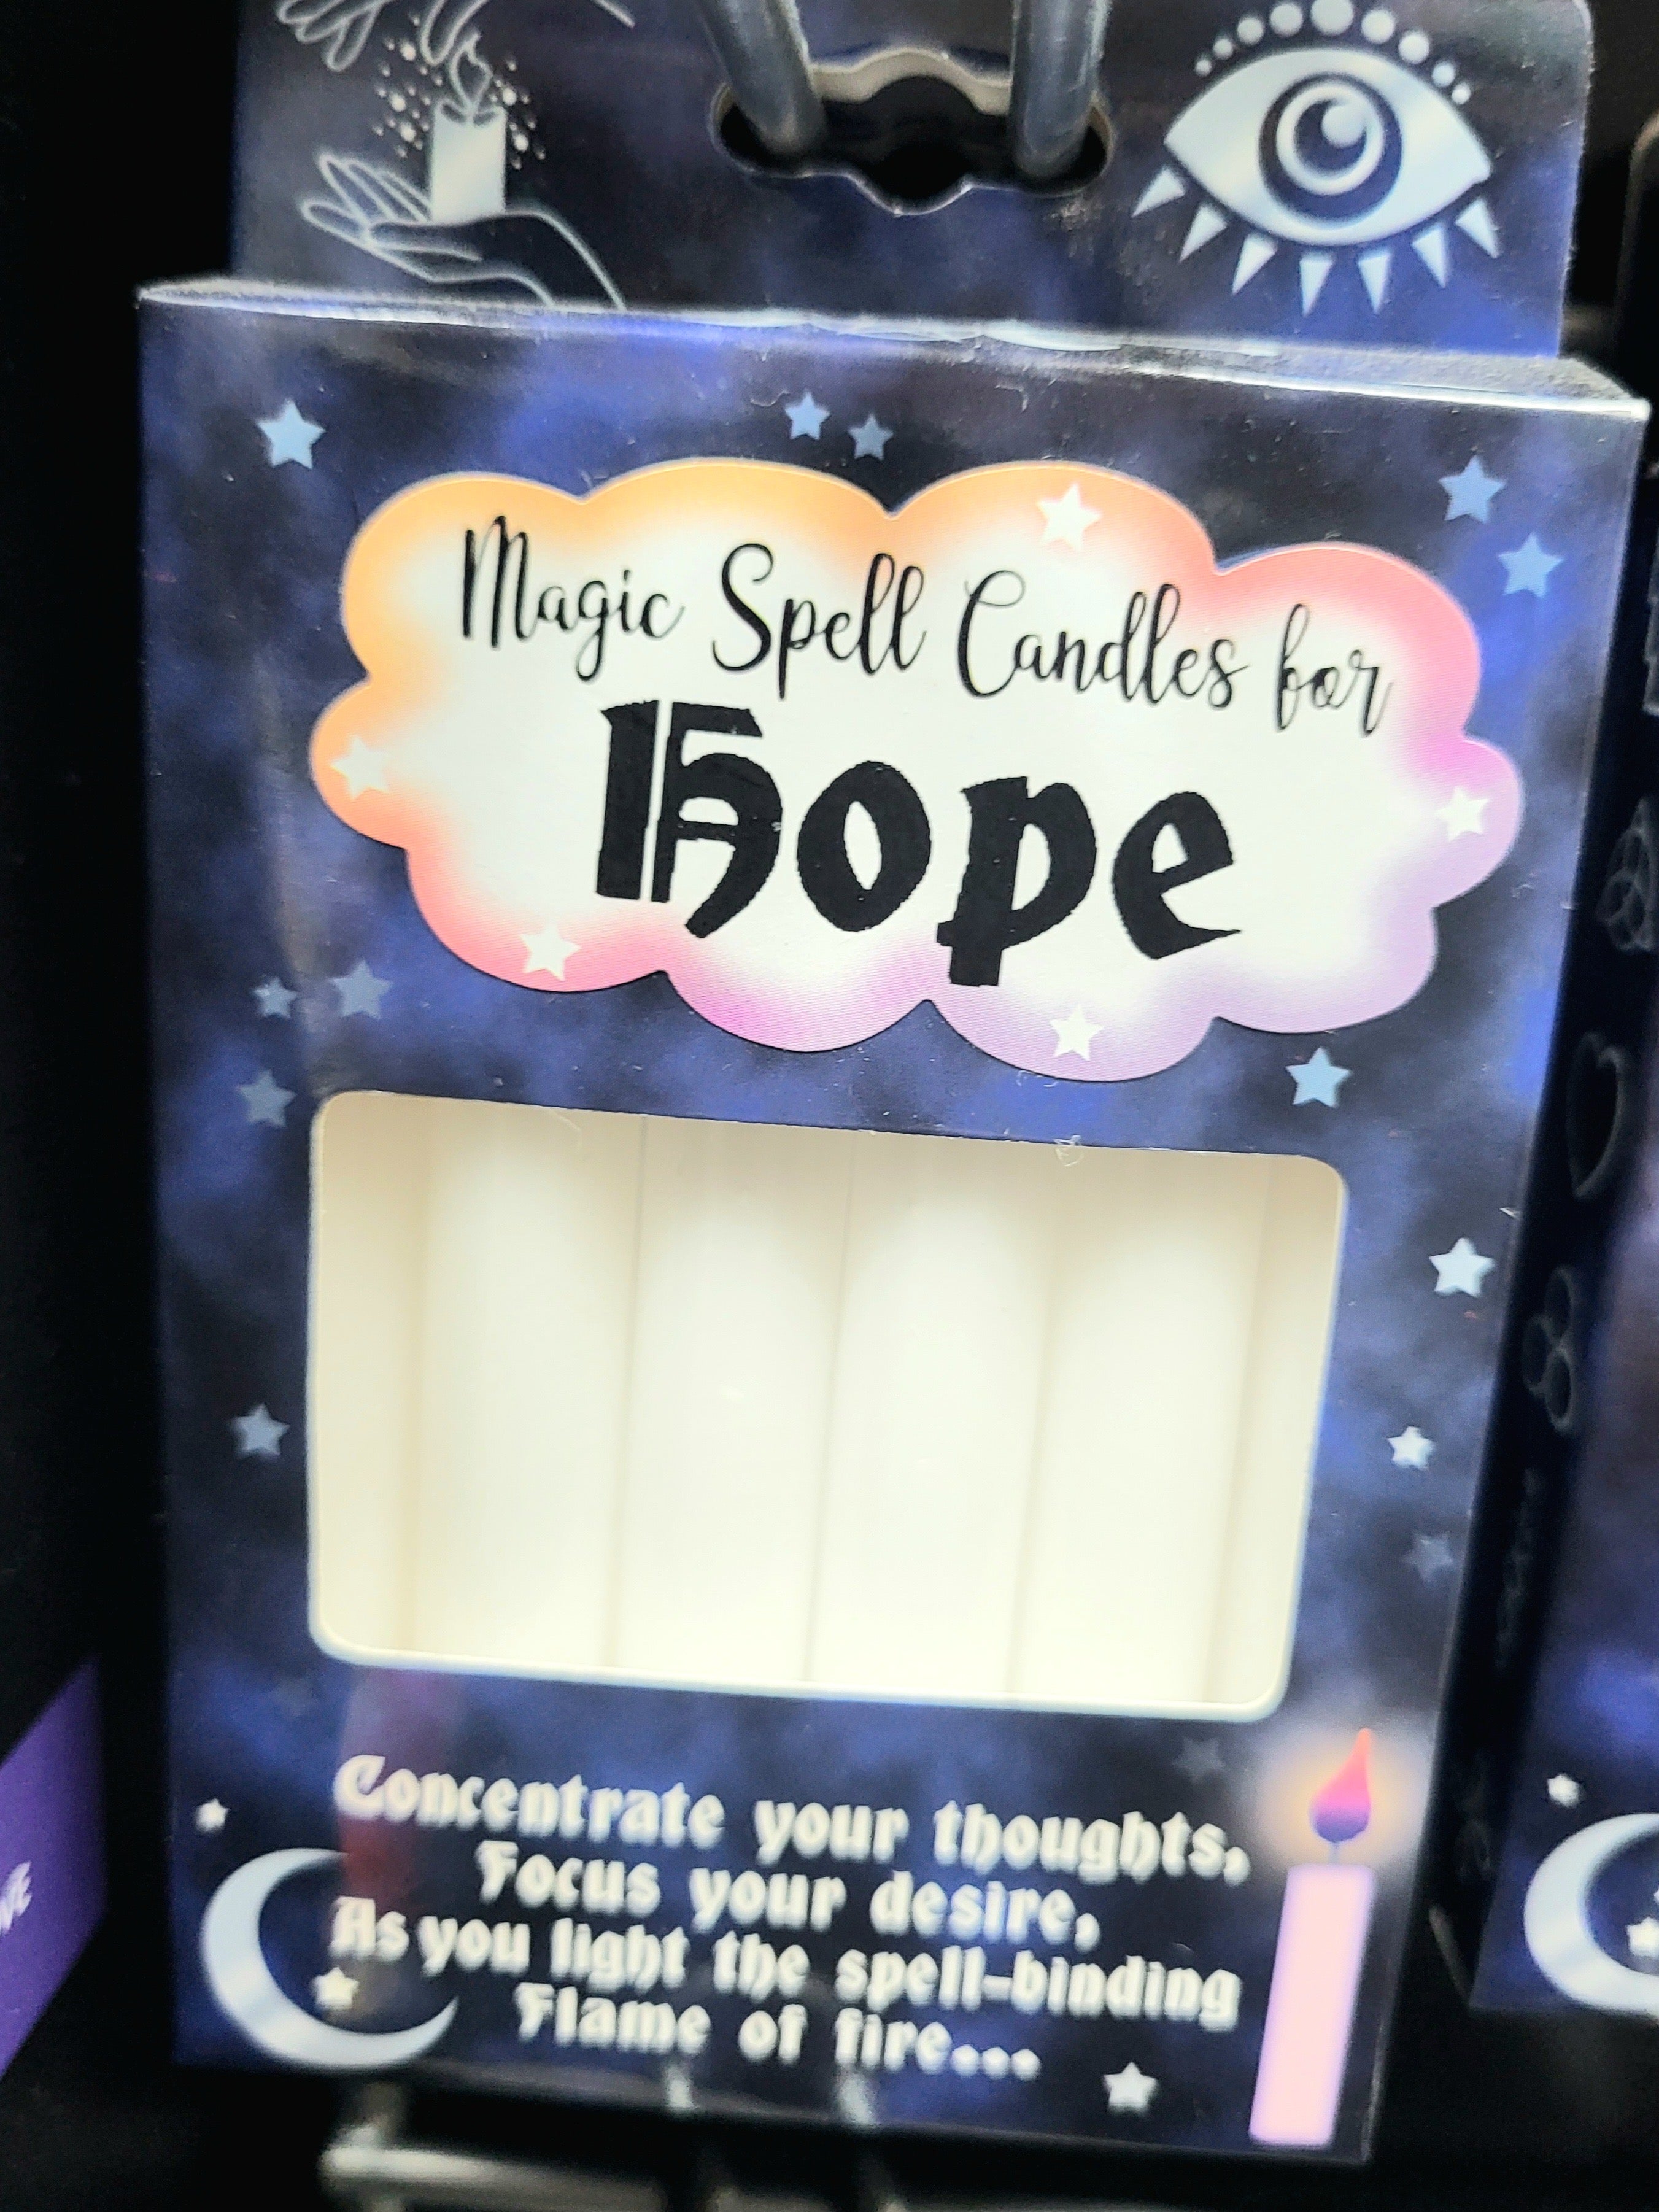 Magic Spell Candles for
Hope
Concentrate your thoughts,
Focus your desire,
As you light the spell-binding
Flame of fire...